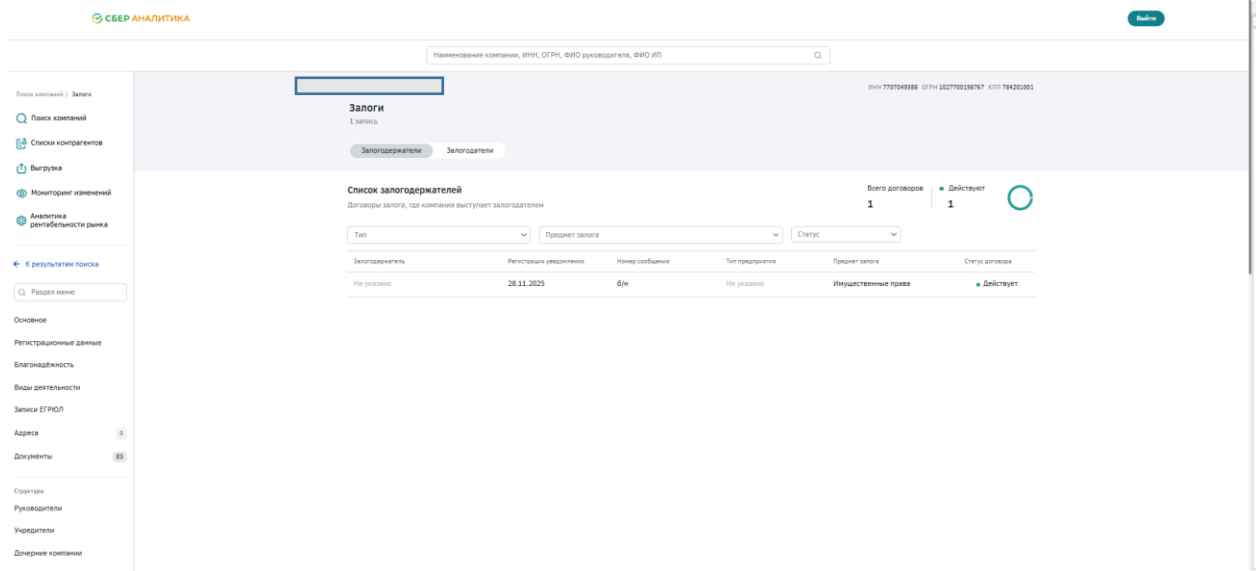 СБЕР АНАЛИТИКА
Выйти
Наименование компании, ИНН, ОГРН, ФИО руководителя, ФИО ИП
Поиск компаний / Залоги
ИНН 7707049388 ОГРН 1027700198767 КПП 784201001
Залоги
1 запись
Залогодержатели Залогодатели
Поиск компаний
Списки контрагентов
Выгрузка
Мониторинг изменений
Аналитика
рентабельности рынка
К результатам поиска
Раздел меню
Основное
Регистрационные данные
Благонадёжность
Виды деятельности
Записи ЕГРЮЛ
Адреса 0
Документы 83
Структура
Руководители
Учредители
Дочерние компании
Список залогодержателей
Договоры залога, где компания выступает залогодателем
Всего договоров Действуют
1 1
Тип Предмет залога Статус
Залогодержатель Регистрация уведомления Номер сообщения Тип предприятия Предмет залога Статус договора
Не указано 28.11.2025 б/н Не указано Имущественные права Действует